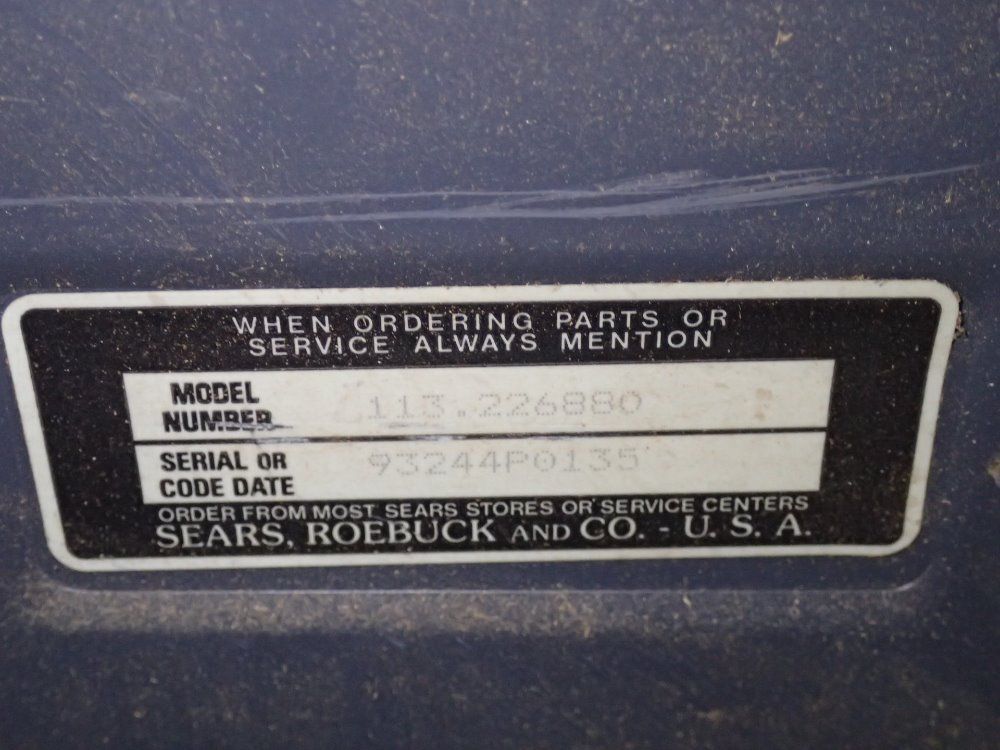 WHEN ORDERING PARTS OR
SERVICE ALWAYS MENTION
MODEL
NUMBER
113.226880
SERIAL OR
CODE DATE
93244P0135
ORDER FROM MOST SEARS STORES OR SERVICE CENTERS
SEARS, ROEBUCK AND CO. - U. S. A.